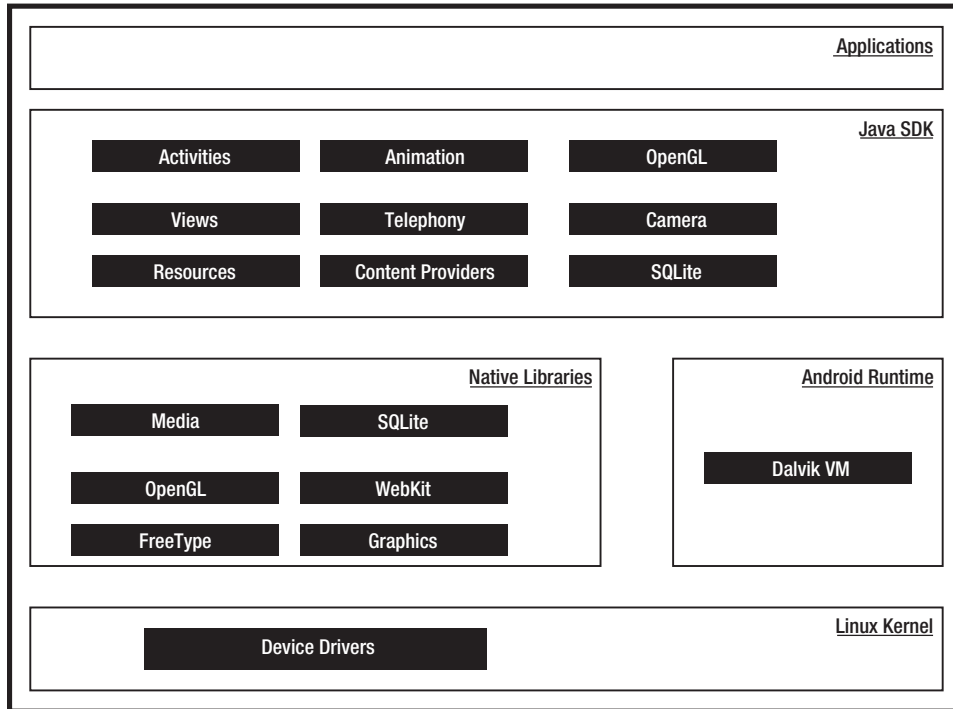 Applications
Java SDK
Activities
Animation
OpenGL
Views
Telephony
Camera
Resources
Content Providers
SQLite
Native Libraries
Media
SQLite
OpenGL
WebKit
FreeType
Graphics
Android Runtime
Dalvik VM
Linux Kernel
Device Drivers